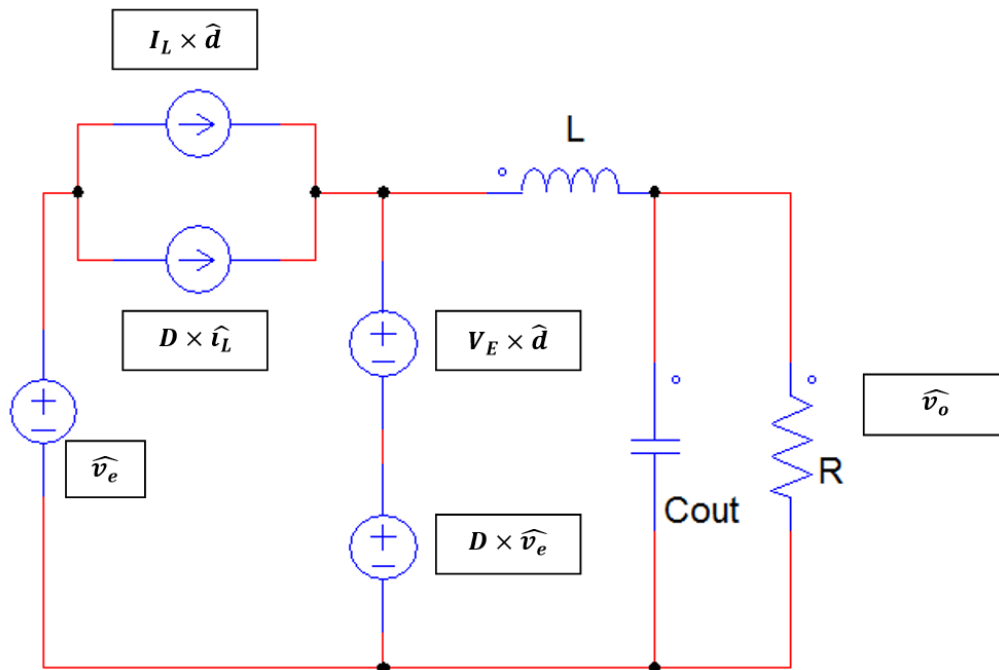 I_L × d̂
L
D × î_L
V_E × d̂
v̂_o
v̂_e
R
Cout
D × v̂_e